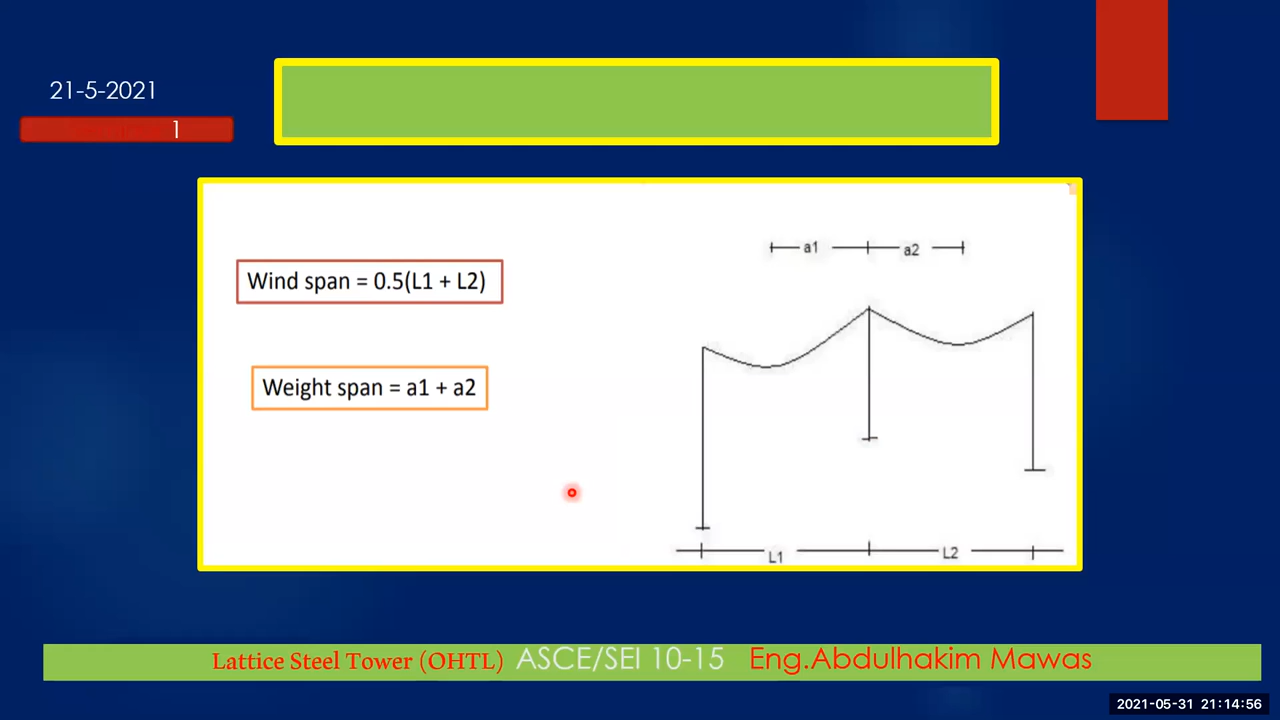 21-5-2021
1
Wind span = 0.5(L1 + L2)
Weight span = a1 + a2
a1
a2
L1
L2
Lattice Steel Tower (OHTL) ASCE/SEI 10-15 Eng.Abdulhakim Mawas
2021-05-31 21:14:56